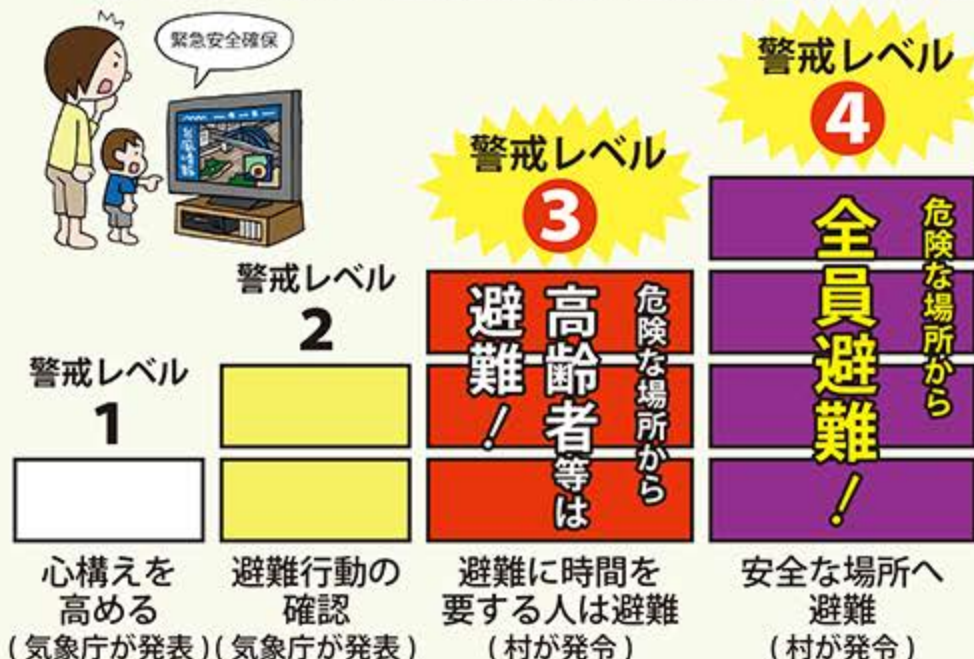 緊急安全確保
警戒レベル
1
心構えを
高める
(気象庁が発表)
警戒レベル
2
避難行動の
確認
(気象庁が発表)
警戒レベル
3
危険な場所から
高齢者等は
避難!
避難に時間を
要する人は避難
(村が発令)
警戒レベル
4
危険な場所から
全員避難!
安全な場所へ
避難
(村が発令)